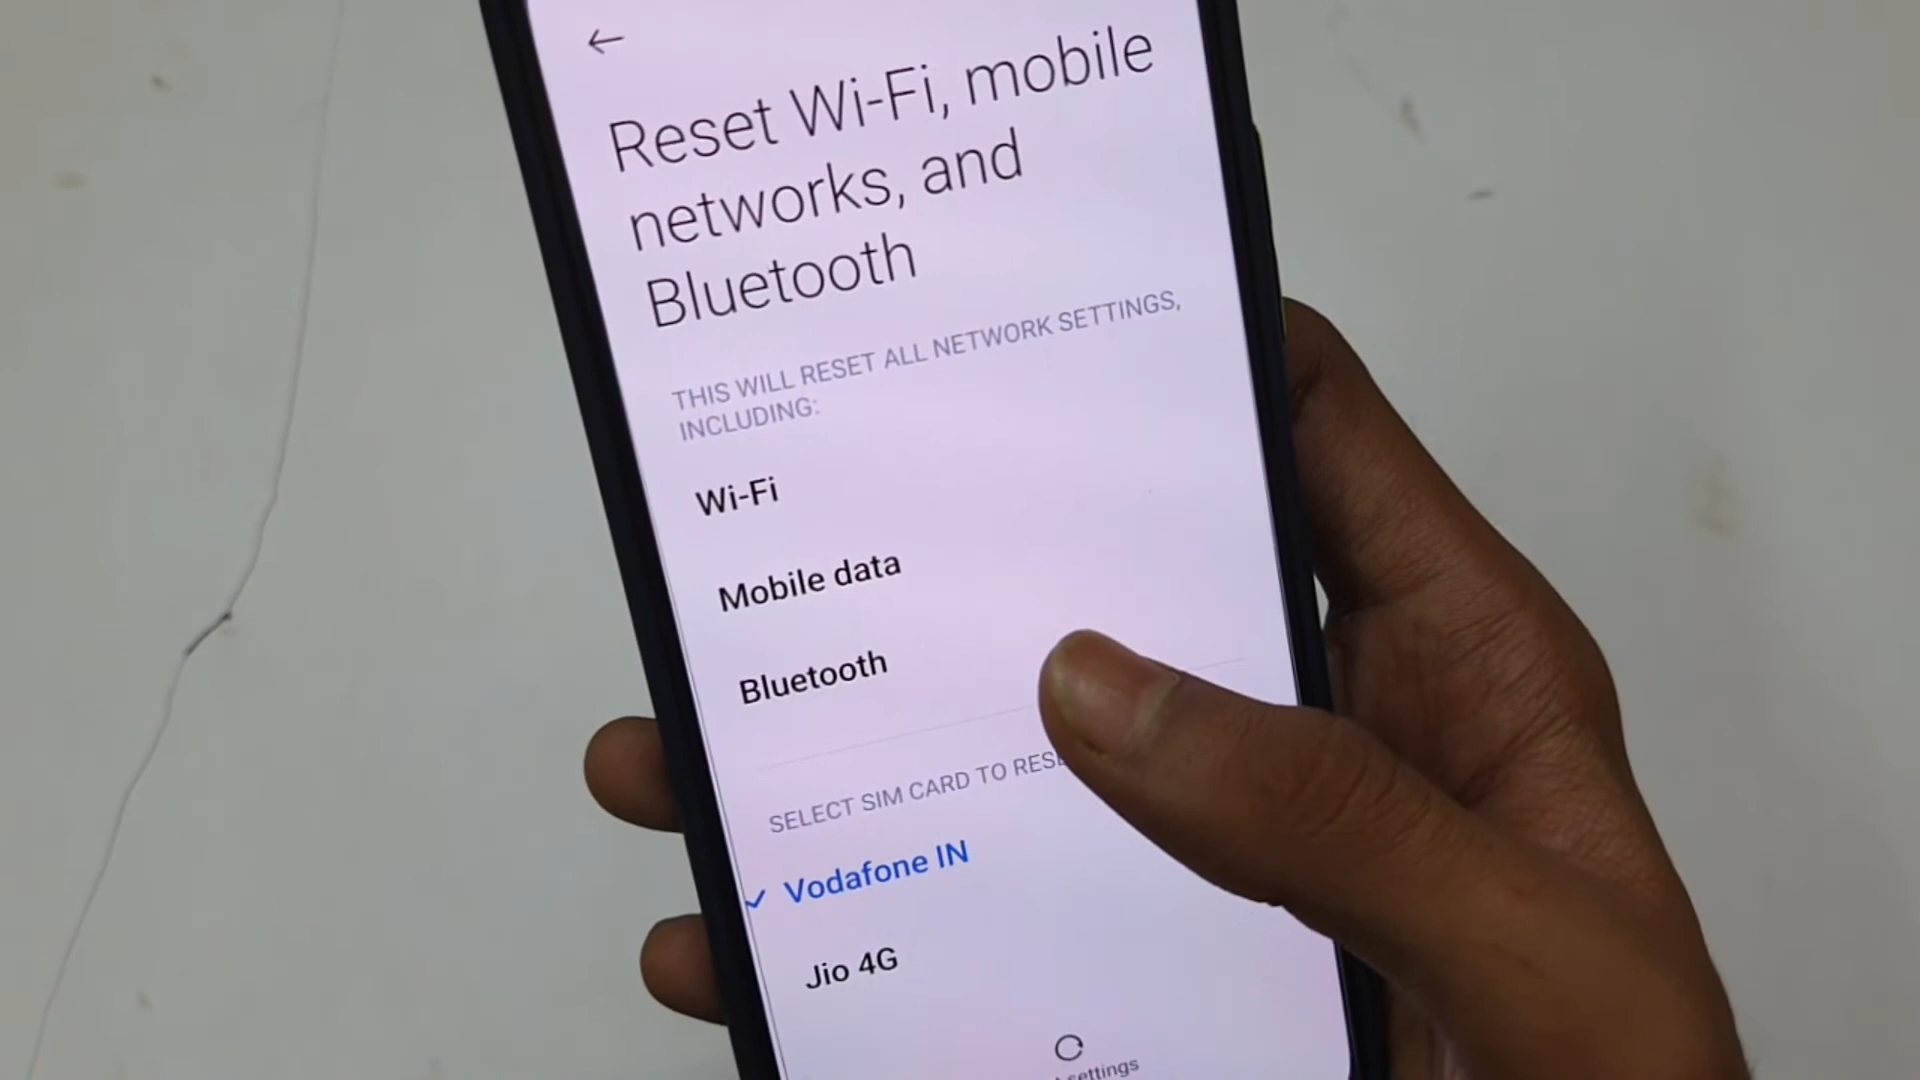 Reset Wi-Fi, mobile
networks, and
Bluetooth
THIS WILL RESET ALL NETWORK SETTINGS,
INCLUDING:
Wi-Fi
Mobile data
Bluetooth
SELECT SIM CARD TO
Vodafone IN
Jio 4G
settings